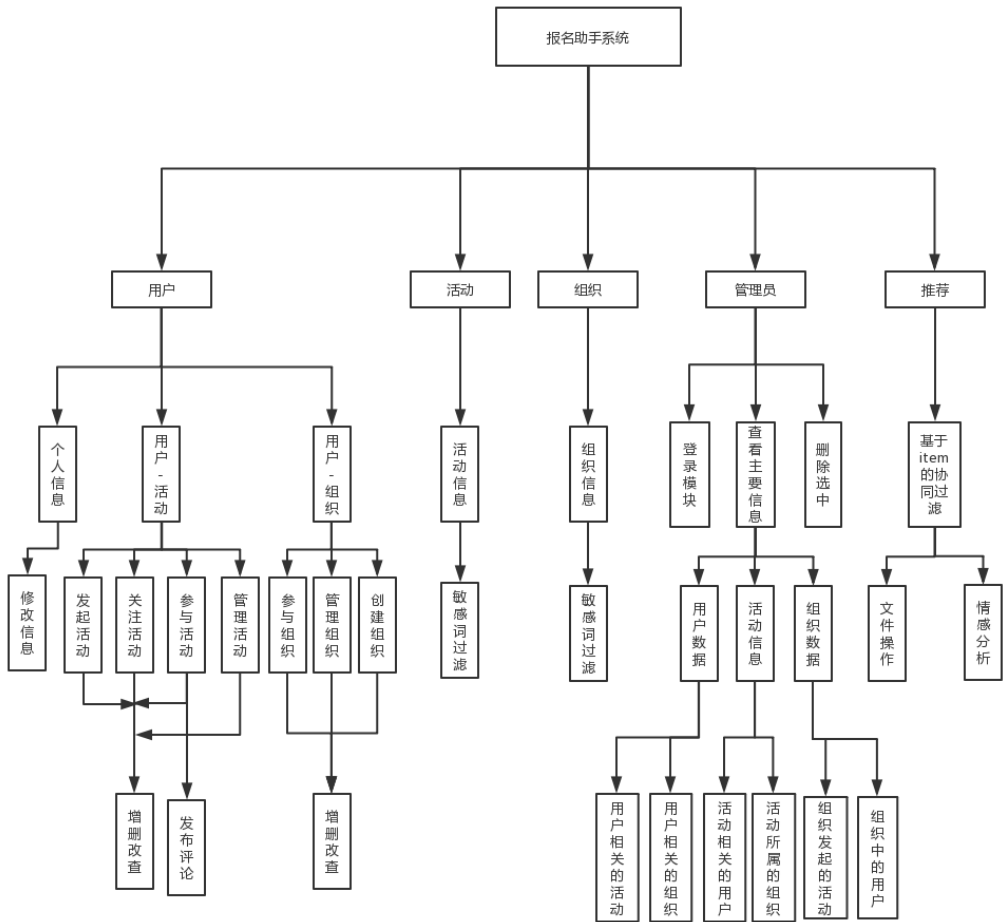 报名助手系统
用户
活动
组织
管理员
推荐
个人信息
用户-活动
用户-组织
活动信息
组织信息
登录模块
查看主要信息
删除选中
基于
item
的协
同过
滤
修改信息
发起活动
关注活动
参与活动
管理活动
参与组织
管理组织
创建组织
敏感词过滤
敏感词过滤
用户数据
活动信息
组织数据
文件操作
情感分析
增删改查
发布评论
增删改查
用户相关的活动
用户相关的组织
活动相关的用户
活动所属的组织
组织发起的活动
组织中的用户